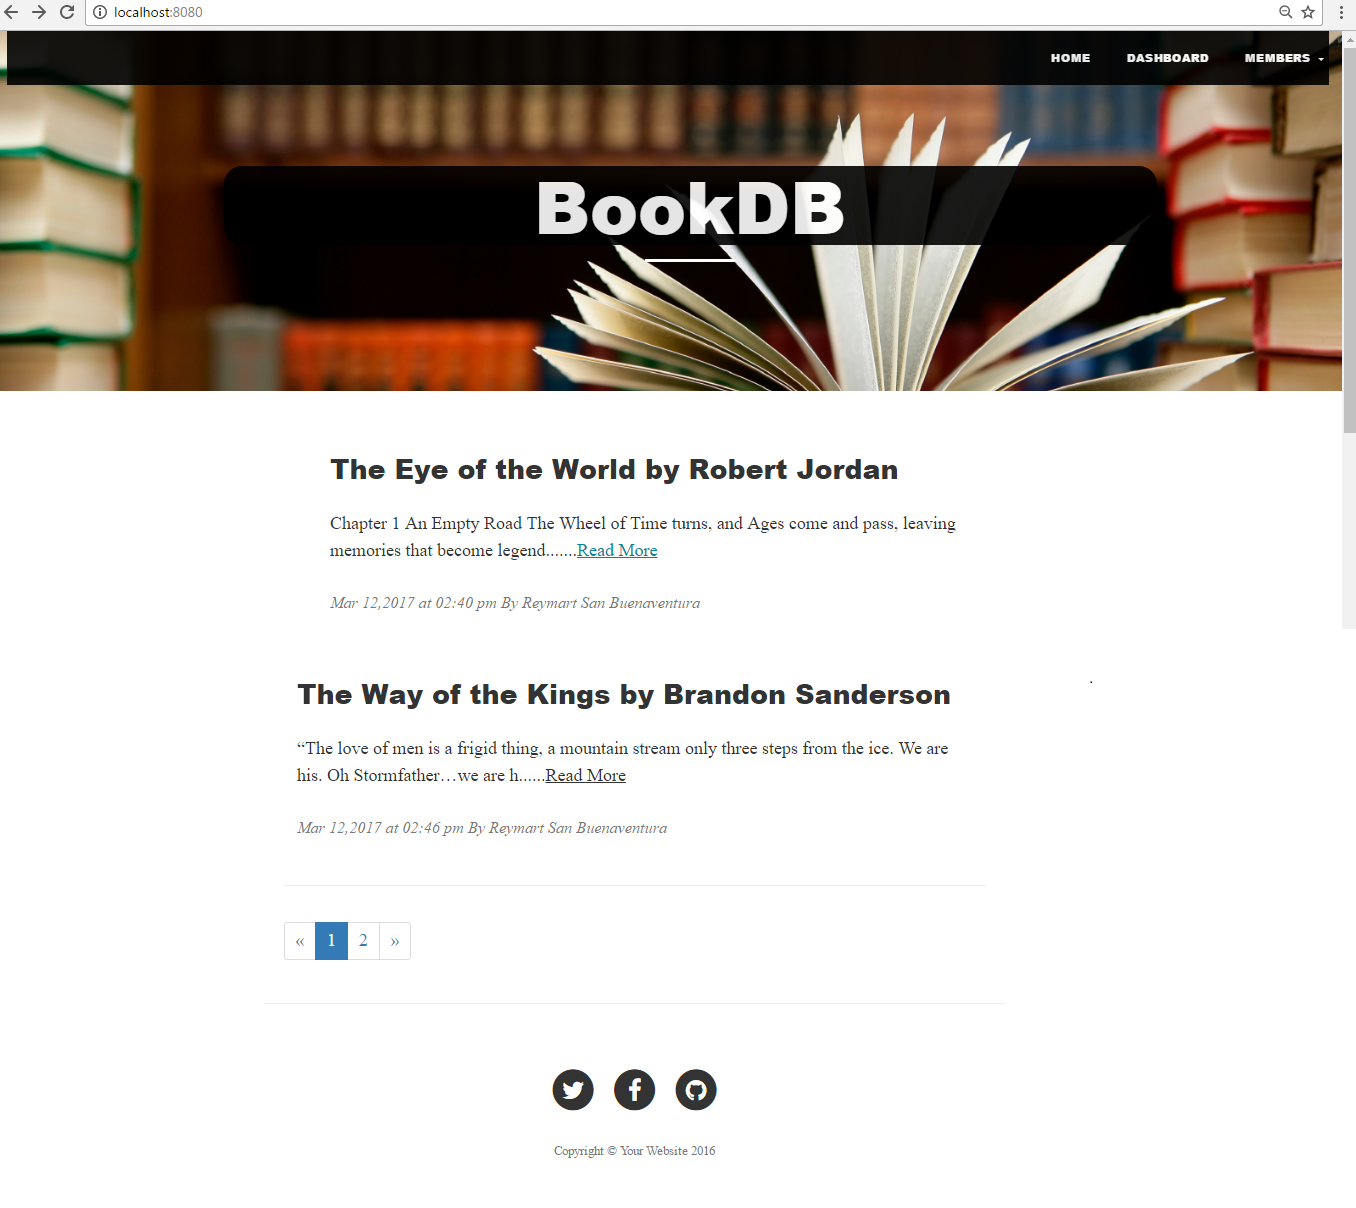 localhost:8080
HOME DASHBOARD MEMBERS
BookDB
The Eye of the World by Robert Jordan
Chapter 1 An Empty Road The Wheel of Time turns, and Ages come and pass, leaving
memories that become legend.......Read More
Mar 12,2017 at 02:40 pm By Reymart San Buenaventura
The Way of the Kings by Brandon Sanderson
“The love of men is a frigid thing, a mountain stream only three steps from the ice. We are
his. Oh Stormfather…we are h......Read More
Mar 12,2017 at 02:46 pm By Reymart San Buenaventura
« 1 2 »
Copyright © Your Website 2016